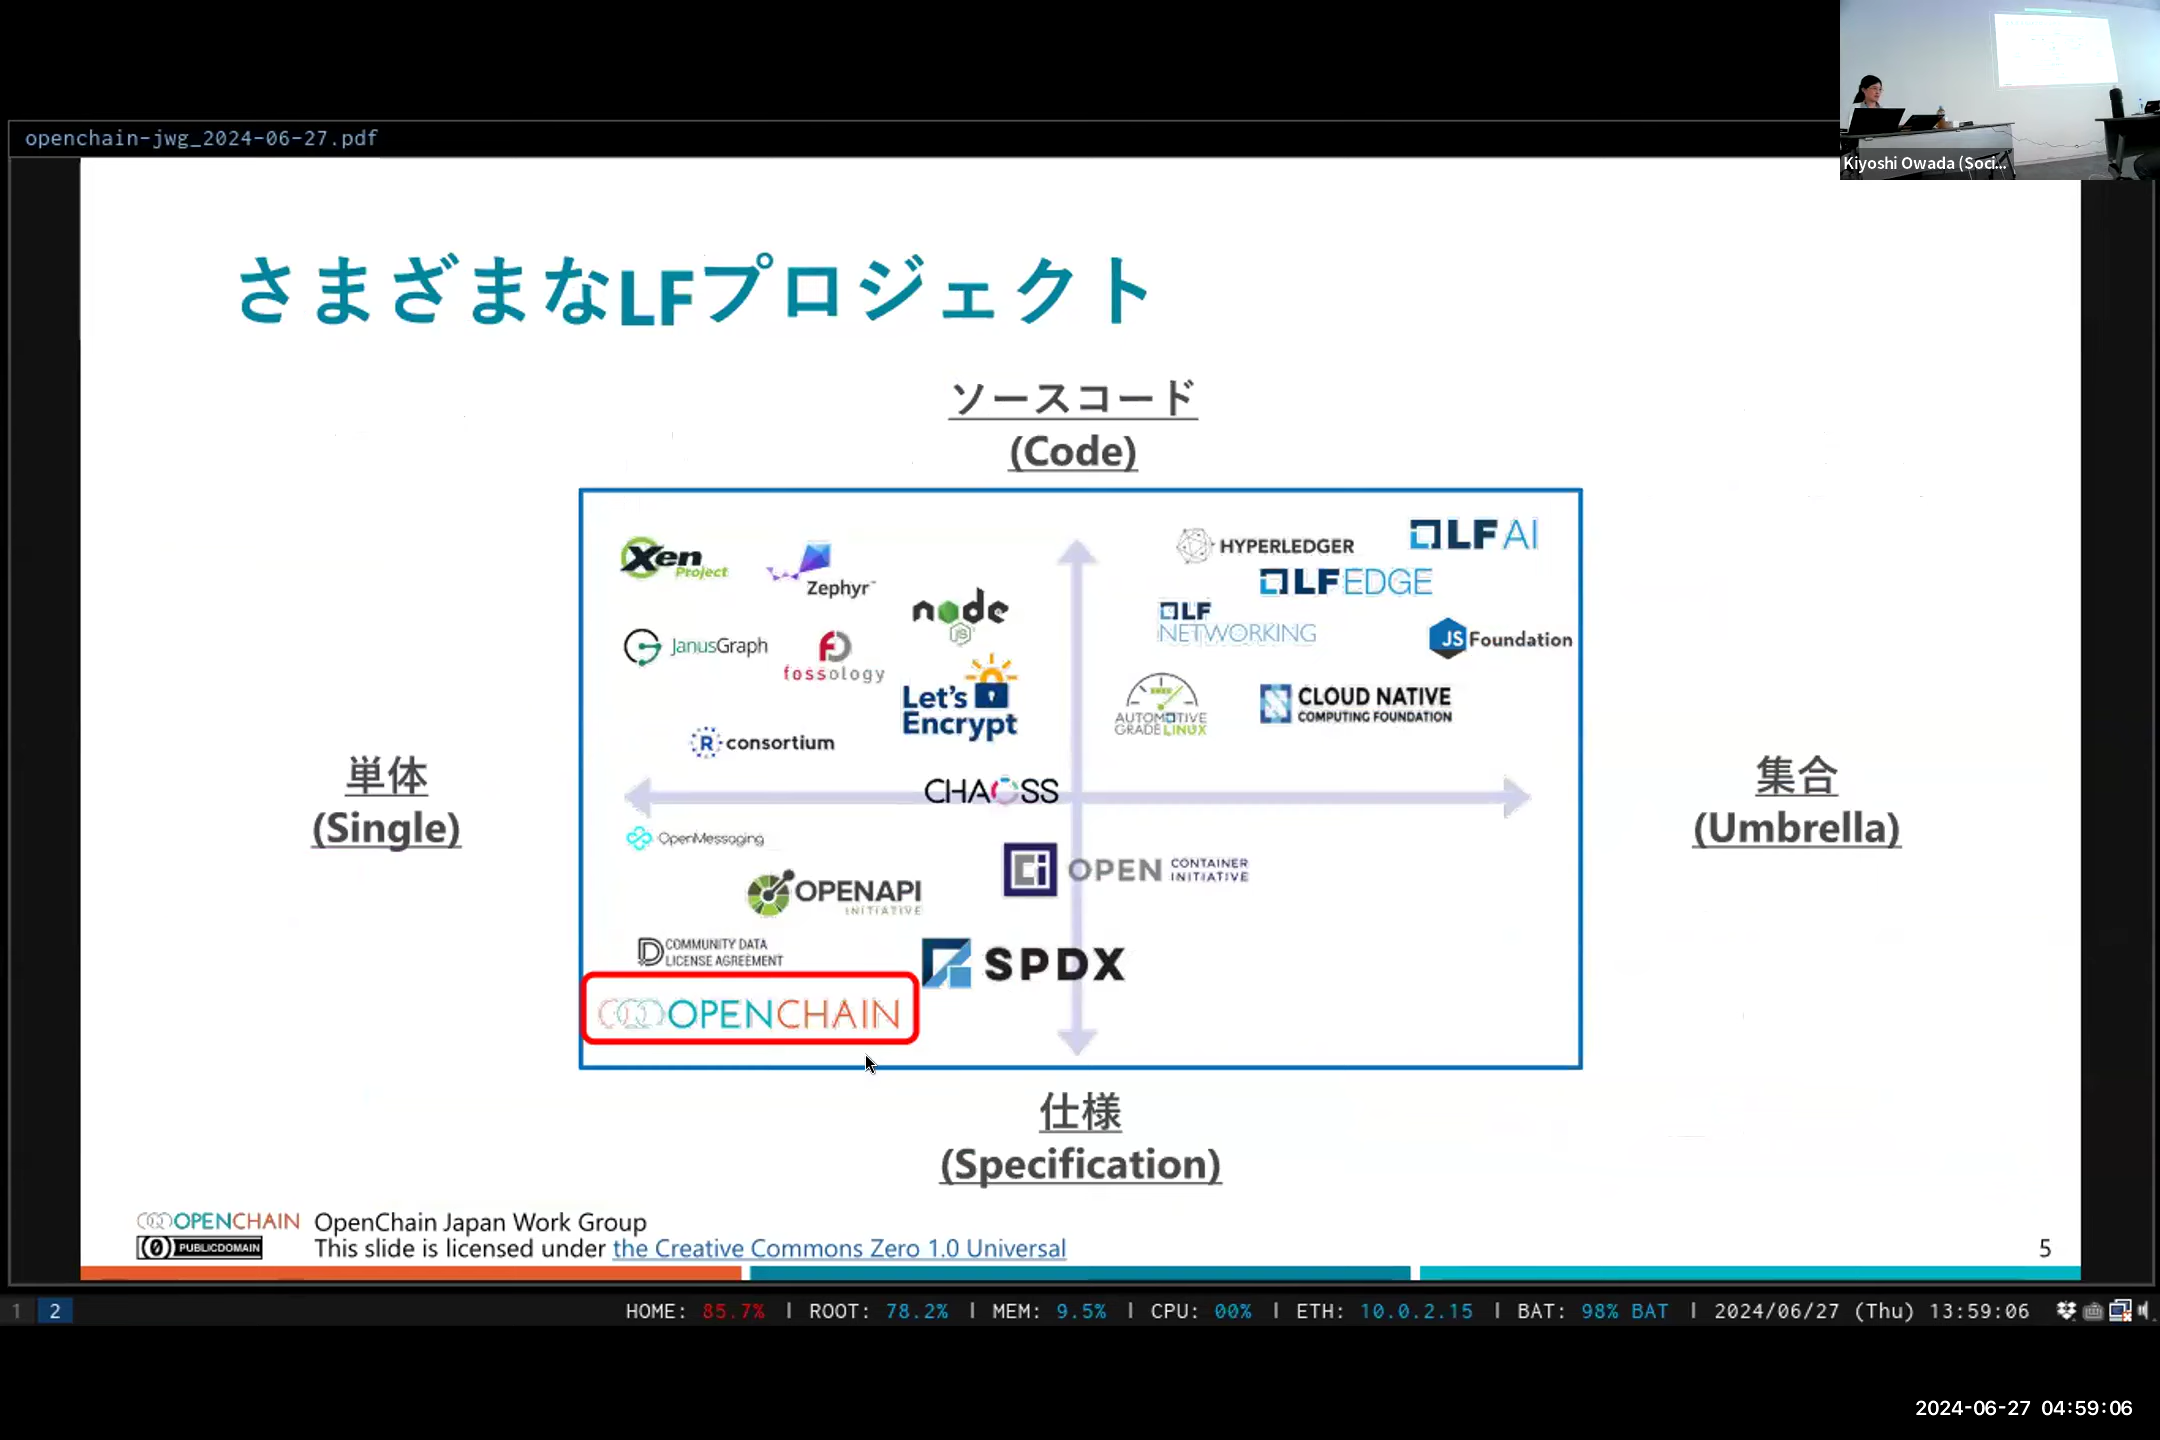 Kiyoshi Owada (Soci...
openchain-jwg_2024-06-27.pdf
さまざまなLFプロジェクト
ソースコード
(Code)
Xen
Project
Zephyr™
node
JS
JanusGraph
fossology
Let's
Encrypt
R consortium
HYPERLEDGER
LF AI
LF EDGE
LF
NETWORKING
JS Foundation
AUTOMOTIVE
GRADELINUX
CLOUD NATIVE
COMPUTING FOUNDATION
単体
(Single)
集合
(Umbrella)
CHAOSS
OpenMessaging
OPENAPI
INITIATIVE
OPEN CONTAINER
INITIATIVE
COMMUNITY DATA
LICENSE AGREEMENT
SPDX
OPENCHAIN
仕様
(Specification)
OPENCHAIN OpenChain Japan Work Group
PUBLIC DOMAIN This slide is licensed under the Creative Commons Zero 1.0 Universal
5
1 2 HOME: 85.7% | ROOT: 78.2% | MEM: 9.5% | CPU: 00% | ETH: 10.0.2.15 | BAT: 98% BAT | 2024/06/27 (Thu) 13:59:06
2024-06-27 04:59:06